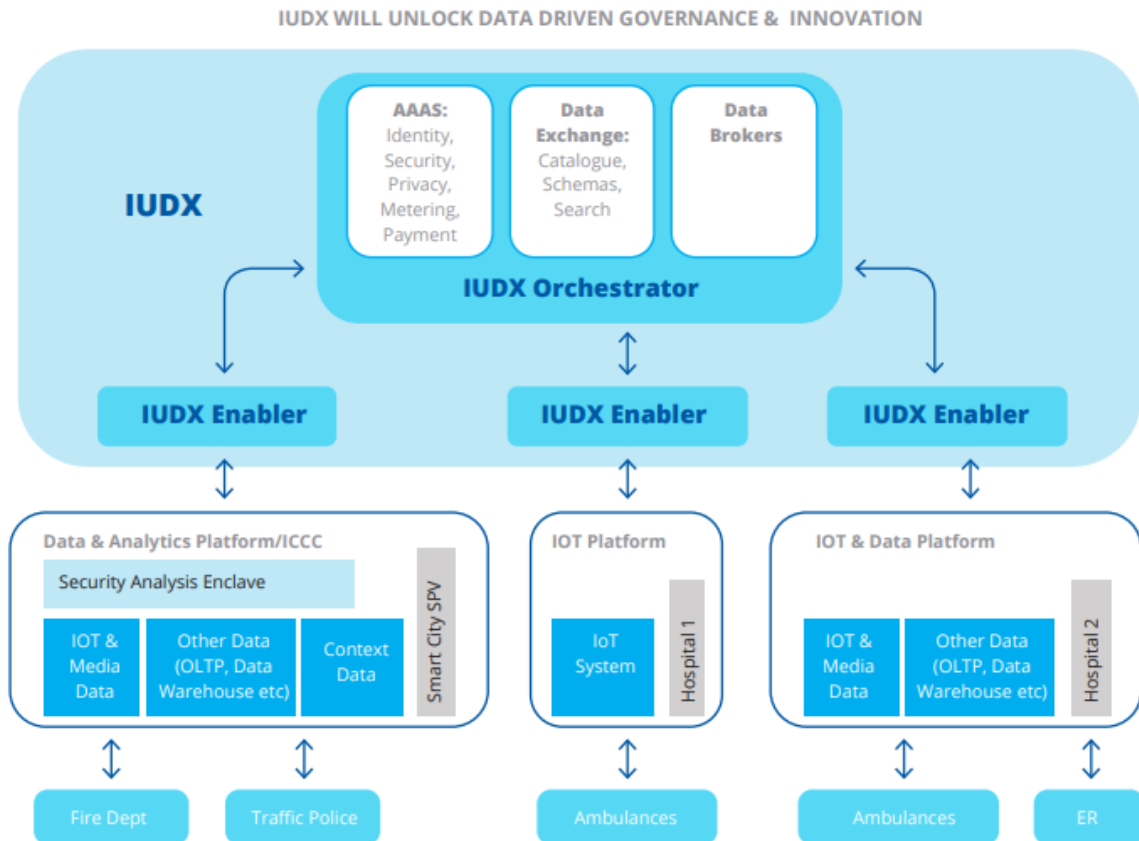 IUDX WILL UNLOCK DATA DRIVEN GOVERNANCE & INNOVATION
AAAS:
Identity,
Security,
Privacy,
Metering,
Payment
Data
Exchange:
Catalogue,
Schemas,
Search
Data
Brokers
IUDX
IUDX Orchestrator
IUDX Enabler
IUDX Enabler
IUDX Enabler
Data & Analytics Platform/ICCC
Security Analysis Enclave
IOT &
Media
Data
Other Data
(OLTP, Data
Warehouse etc)
Context
Data
Smart City SPV
IOT Platform
IoT
System
Hospital 1
IOT & Data Platform
IOT &
Media
Data
Other Data
(OLTP, Data
Warehouse etc)
Hospital 2
Fire Dept
Traffic Police
Ambulances
Ambulances
ER